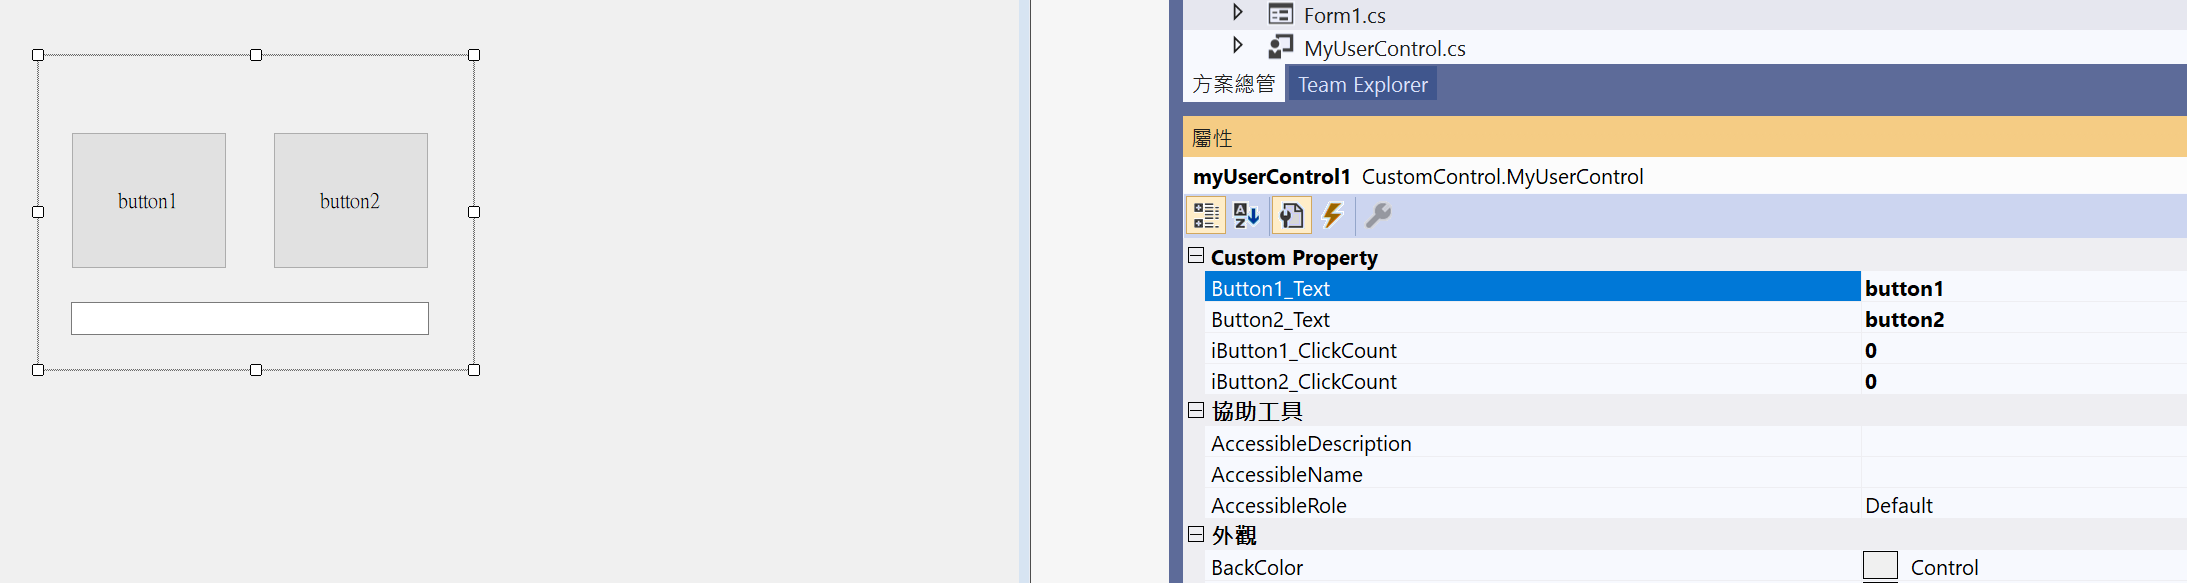 button1
button2
Form1.cs
MyUserControl.cs
方案總管 Team Explorer
屬性
myUserControl1 CustomControl.MyUserControl
Custom Property
Button1_Text button1
Button2_Text button2
iButton1_ClickCount 0
iButton2_ClickCount 0
協助工具
AccessibleDescription
AccessibleName
AccessibleRole Default
外觀
BackColor Control